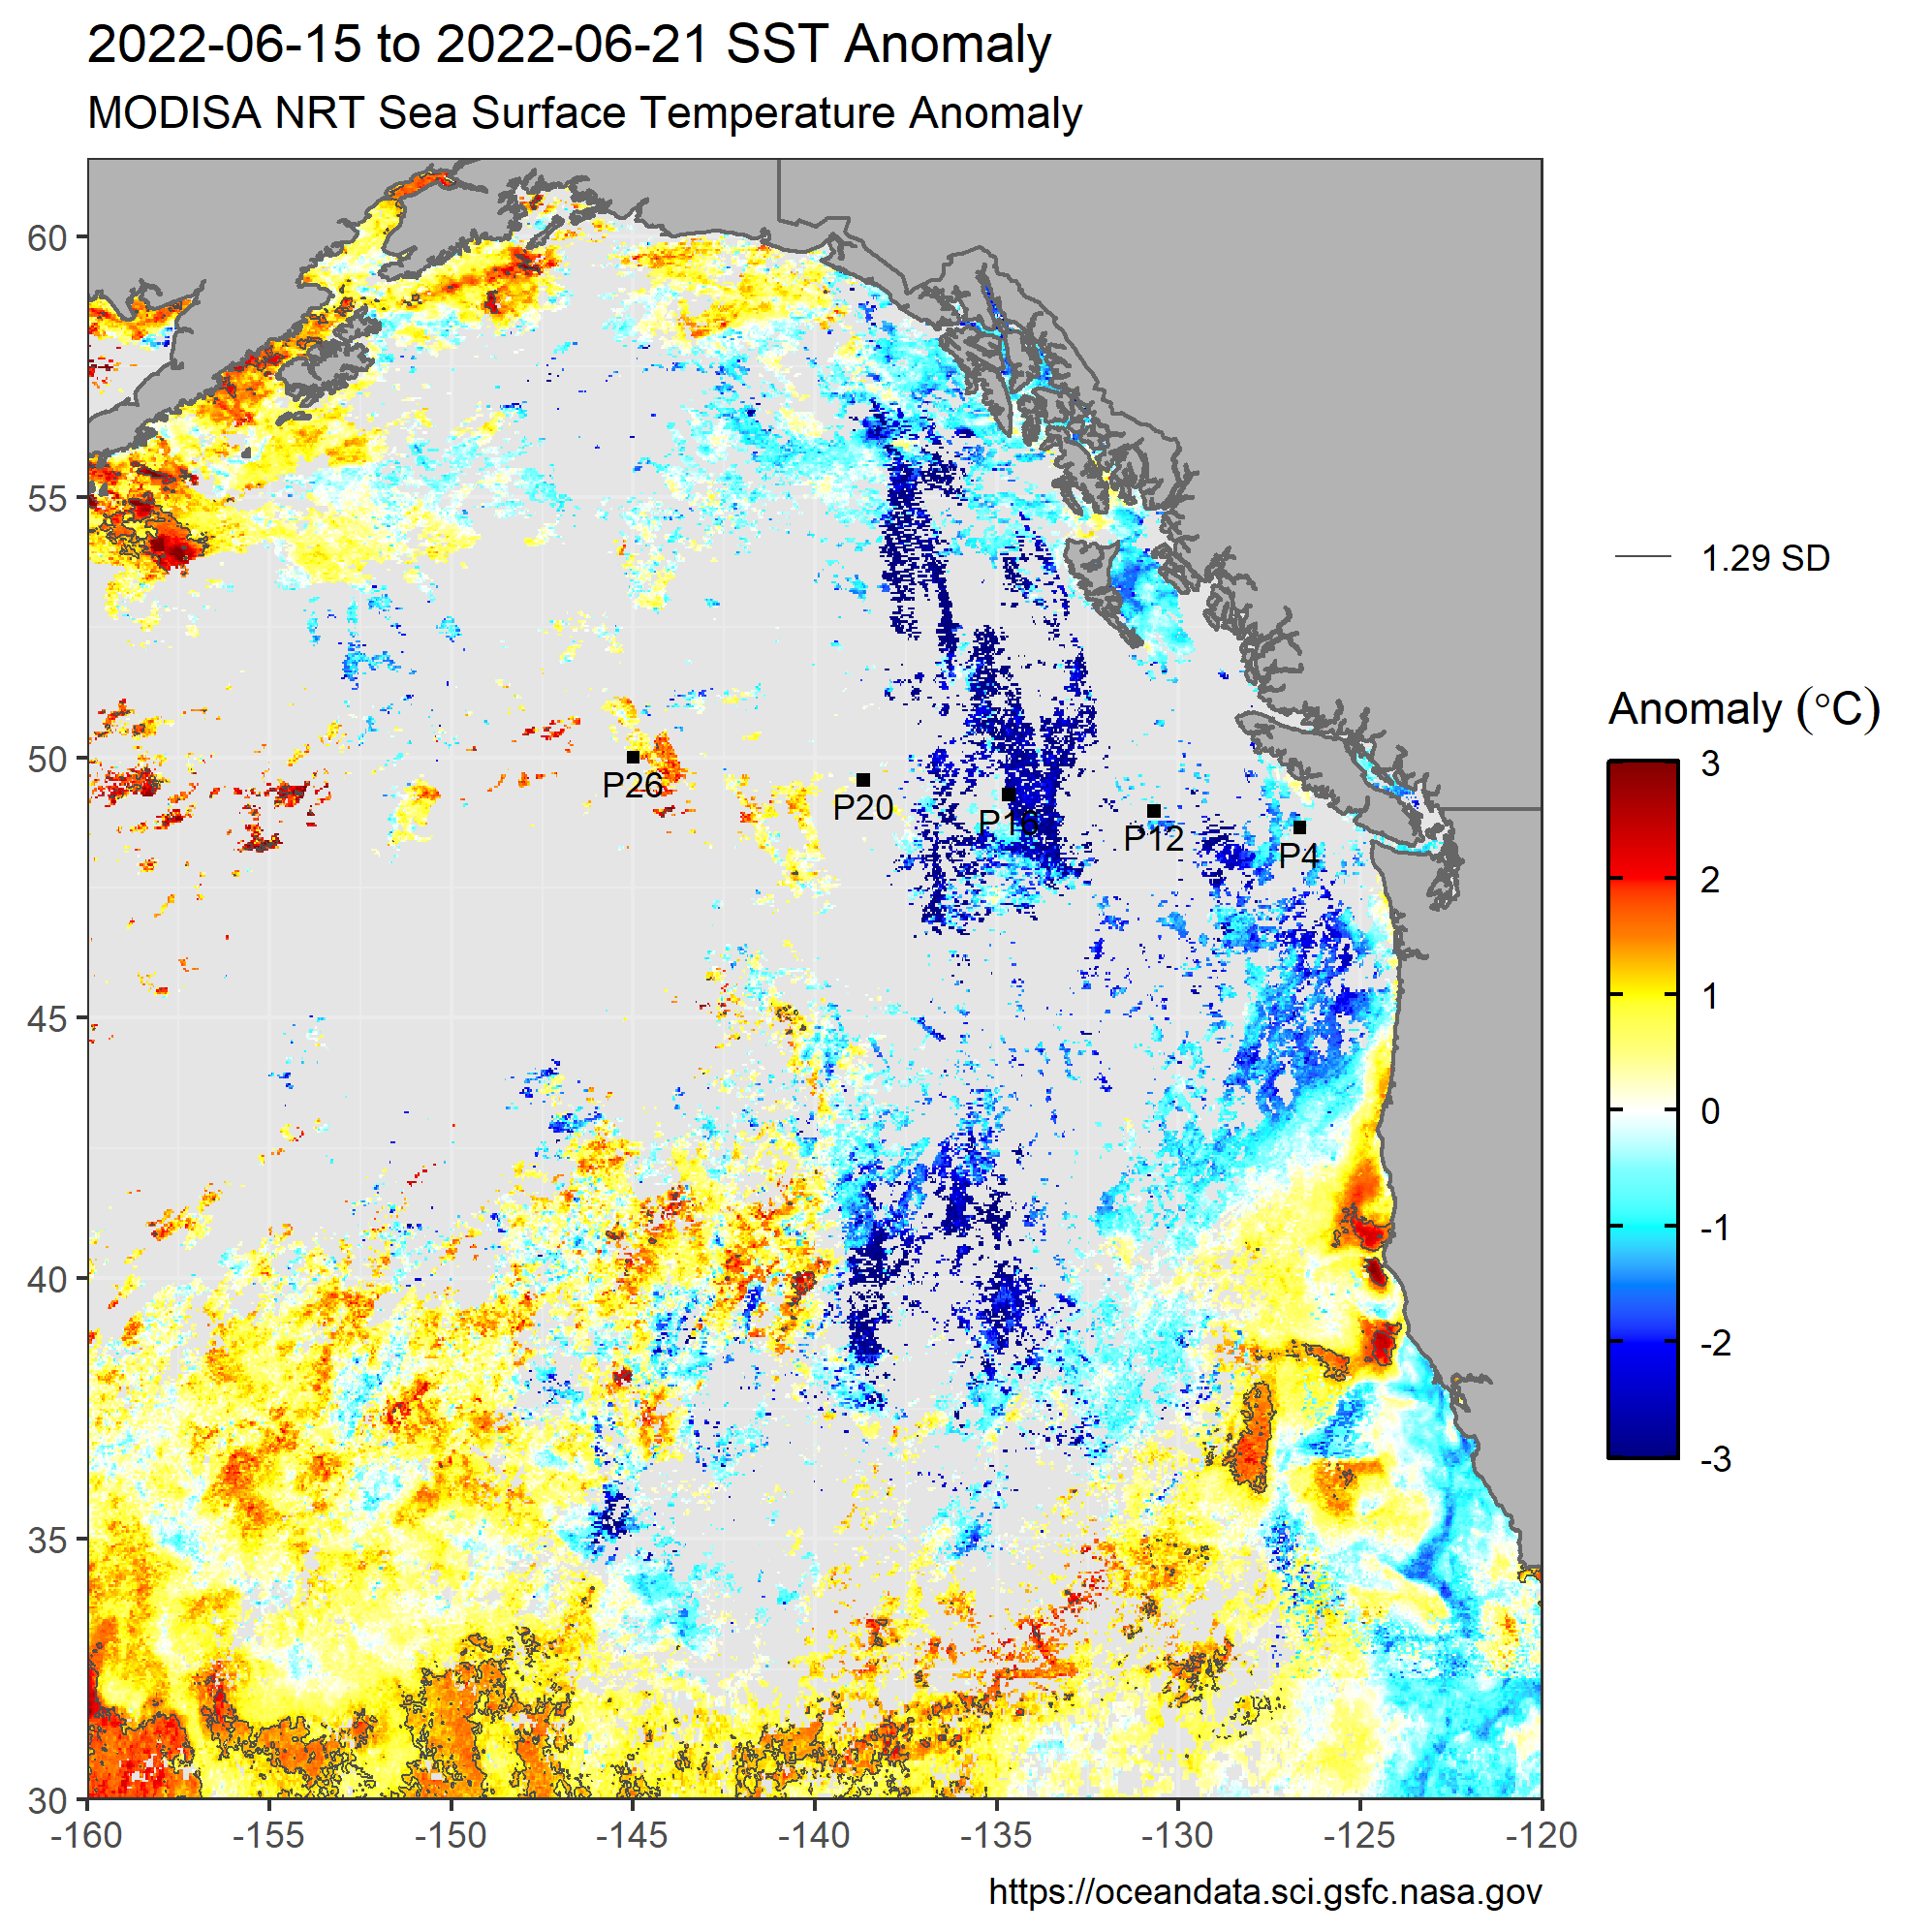 2022-06-15 to 2022-06-21 SST Anomaly
MODISA NRT Sea Surface Temperature Anomaly
60
55
50
45
40
35
30
-160
-155
-150
-145
-140
-135
-130
-125
-120
P26
P20
P16
P12
P4
1.29 SD
Anomaly (°C)
3
2
1
0
-1
-2
-3
https://oceandata.sci.gsfc.nasa.gov